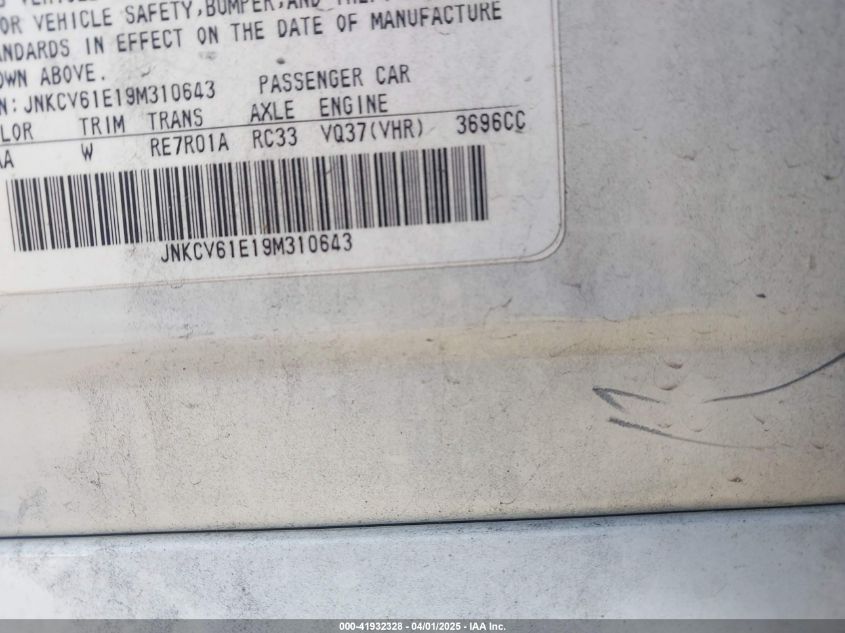 OR VEHICLE SAFETY,BUMPER,AND
ANDARDS IN EFFECT ON THE DATE OF MANUFACTURE
OWN ABOVE.
N:JNKCV61E19M310643 PASSENGER CAR
LOR TRIM TRANS AXLE ENGINE
AA W RE7R01A RC33 VQ37(VHR) 3696CC
JNKCV61E19M310643
000-41932328 - 04/01/2025 - IAA Inc.